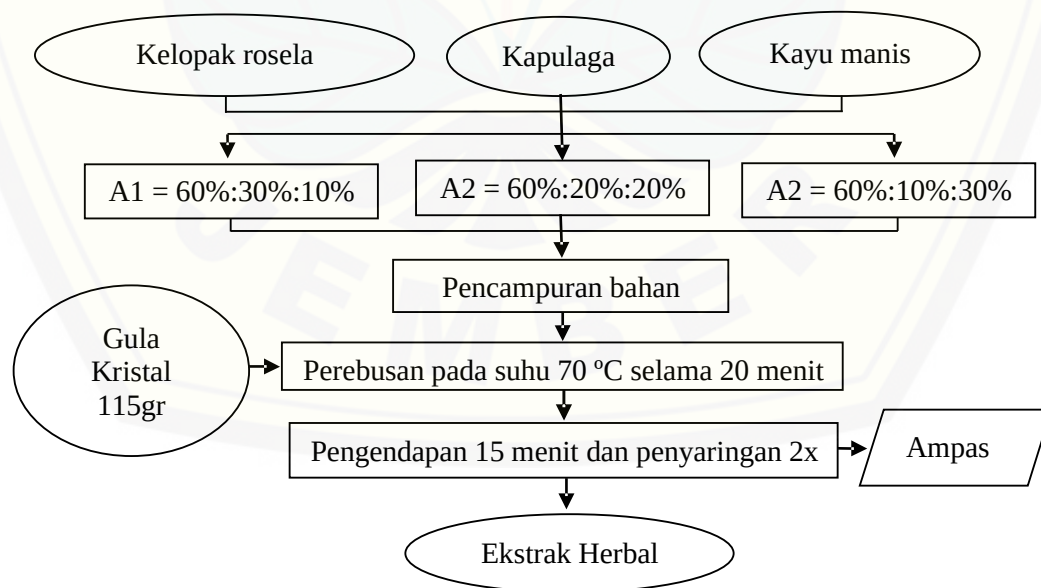 Kelopak rosela
Kapulaga
Kayu manis
A1 = 60%:30%:10%
A2 = 60%:20%:20%
A2 = 60%:10%:30%
Pencampuran bahan
Gula
Kristal
115gr
Perebusan pada suhu 70 ºC selama 20 menit
Pengendapan 15 menit dan penyaringan 2x
Ampas
Ekstrak Herbal
JEMBER